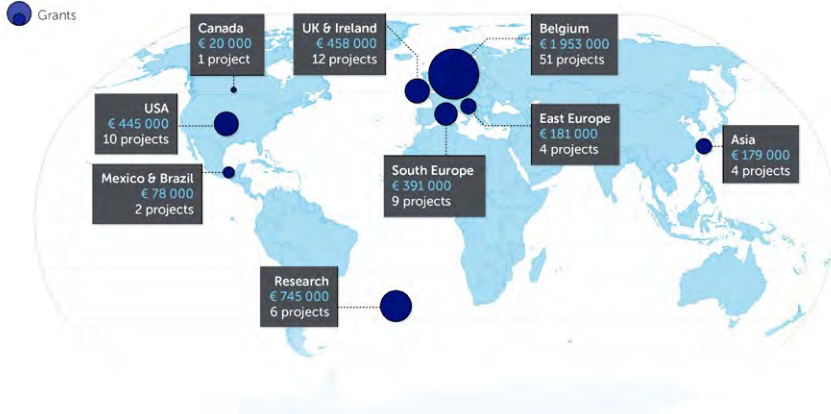 Grants
Canada
€ 20 000
1 project
UK & Ireland
€ 458 000
12 projects
Belgium
€ 1 953 000
51 projects
USA
€ 445 000
10 projects
East Europe
€ 181 000
4 projects
Asia
€ 179 000
4 projects
Mexico & Brazil
€ 78 000
2 projects
South Europe
€ 391 000
9 projects
Research
€ 745 000
6 projects